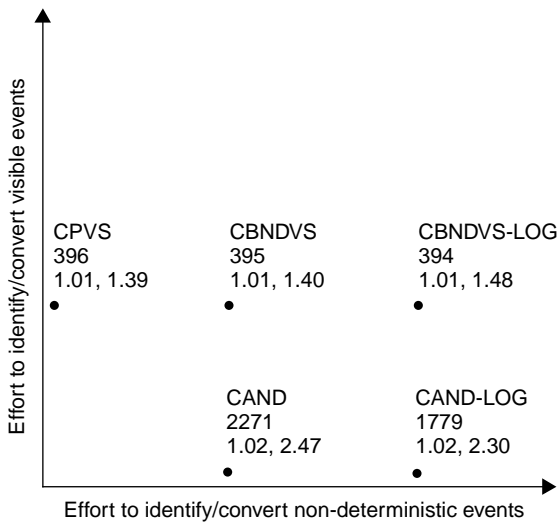 Effort to identify/convert visible events
CPVS
396
1.01, 1.39
CBNDVS
395
1.01, 1.40
CBNDVS-LOG
394
1.01, 1.48
CAND
2271
1.02, 2.47
CAND-LOG
1779
1.02, 2.30
Effort to identify/convert non-deterministic events